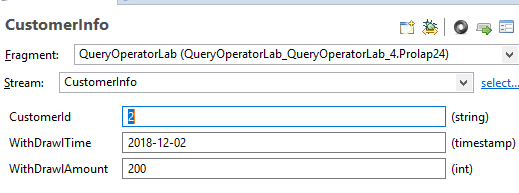 CustomerInfo
Fragment: QueryOperatorLab (QueryOperatorLab_QueryOperatorLab_4.Prolap24)
Stream: CustomerInfo select...
CustomerId 2 (string)
WithDrawlTime 2018-12-02 (timestamp)
WithDrawlAmount 200 (int)